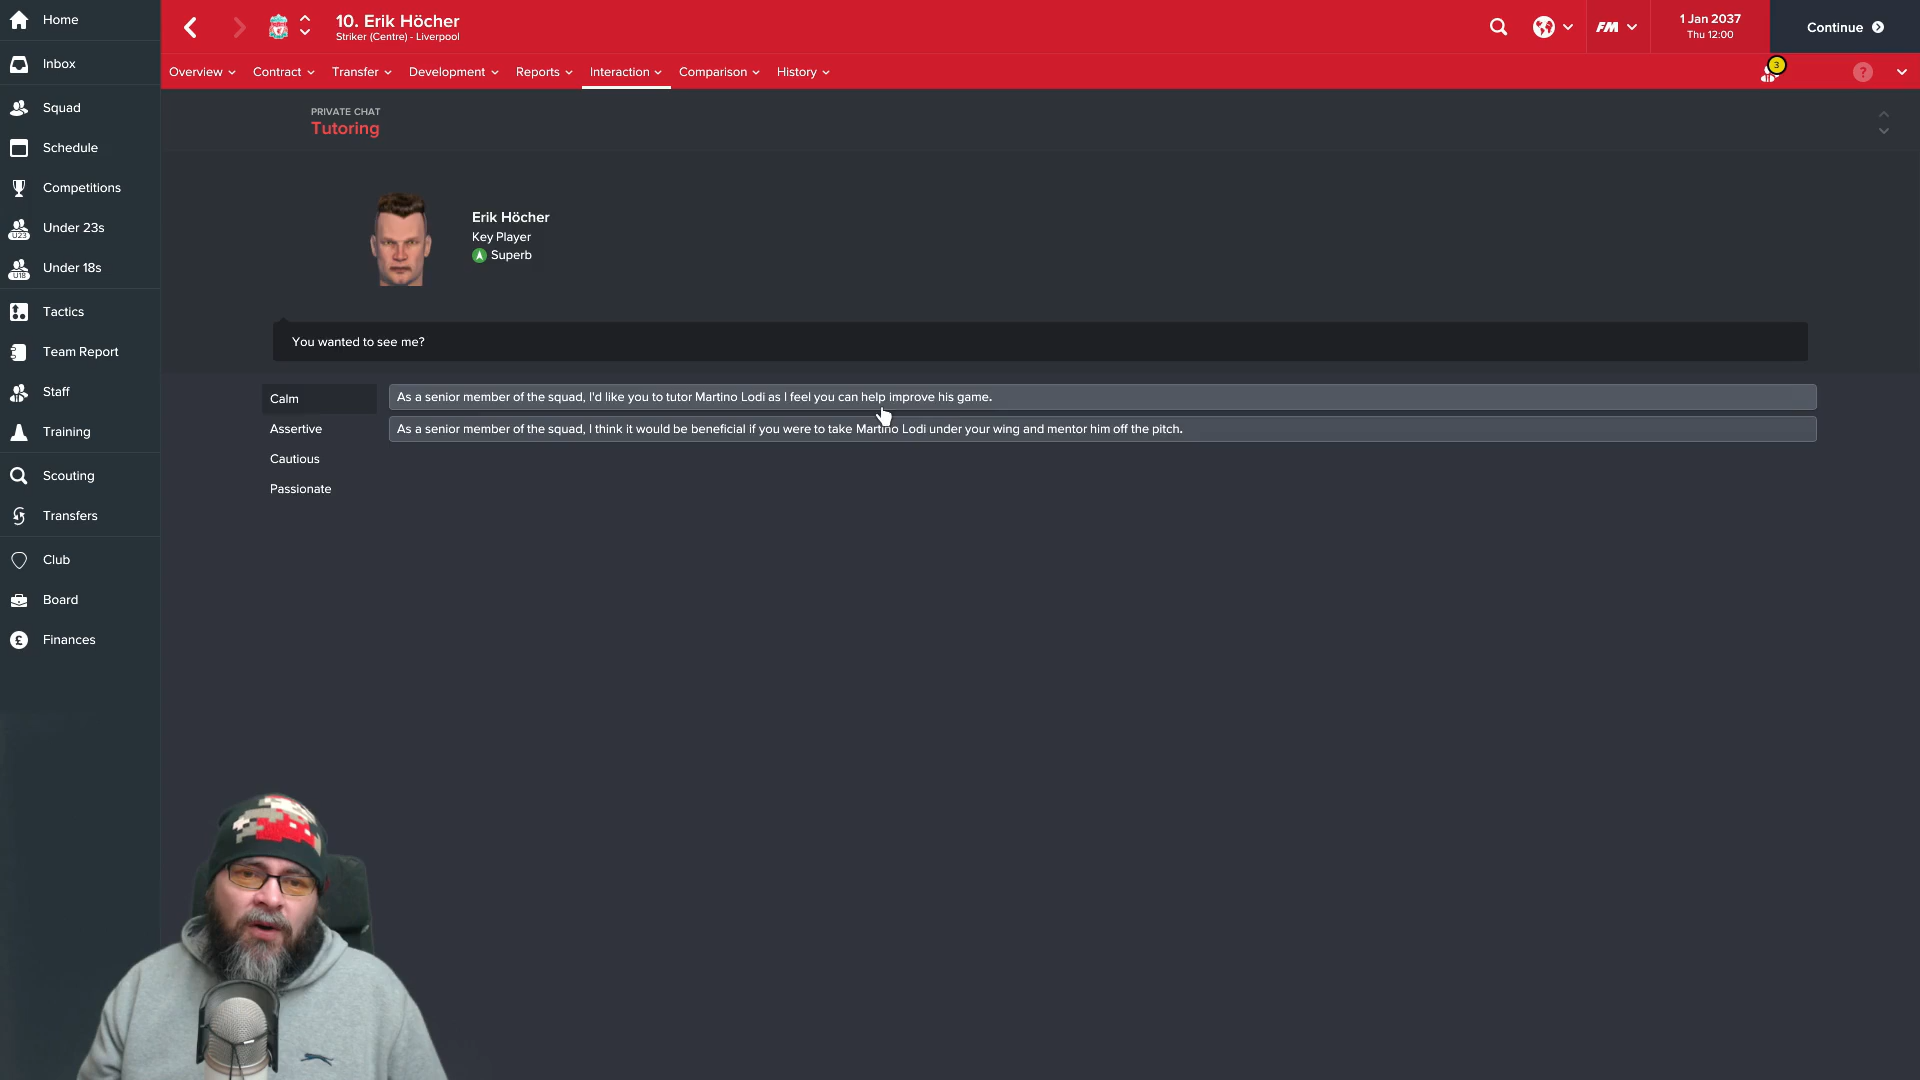 Home
Inbox
Squad
Schedule
Competitions
U23
Under 23s
U18
Under 18s
Tactics
Team Report
Staff
Training
Scouting
Transfers
Club
Board
£
Finances
10. Erik Höcher
Striker (Centre) - Liverpool
FM
1 Jan 2037
Thu 12:00
Continue
Overview
Contract
Transfer
Development
Reports
Interaction
Comparison
History
3
?
PRIVATE CHAT
Tutoring
Erik Höcher
Key Player
Superb
You wanted to see me?
Calm
Assertive
Cautious
Passionate
As a senior member of the squad, I'd like you to tutor Martino Lodi as I feel you can help improve his game.
As a senior member of the squad, I think it would be beneficial if you were to take Martino Lodi under your wing and mentor him off the pitch.